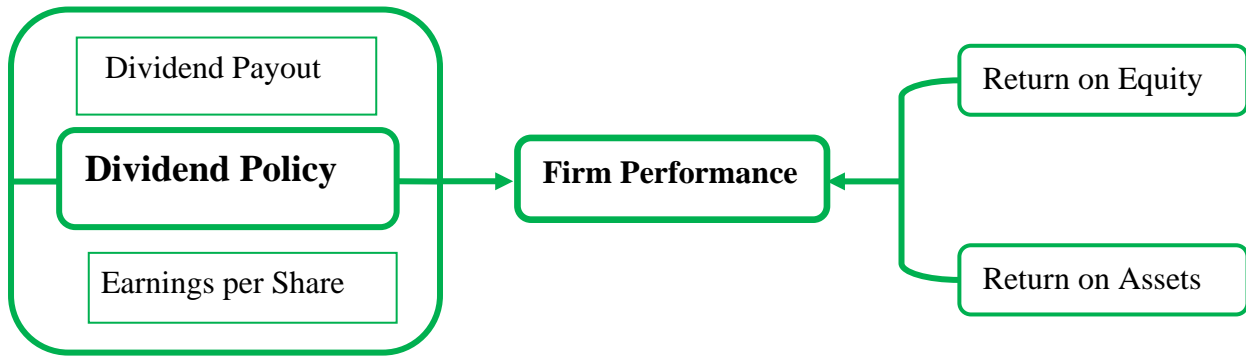 Dividend Payout
Dividend Policy
Earnings per Share
Firm Performance
Return on Equity
Return on Assets